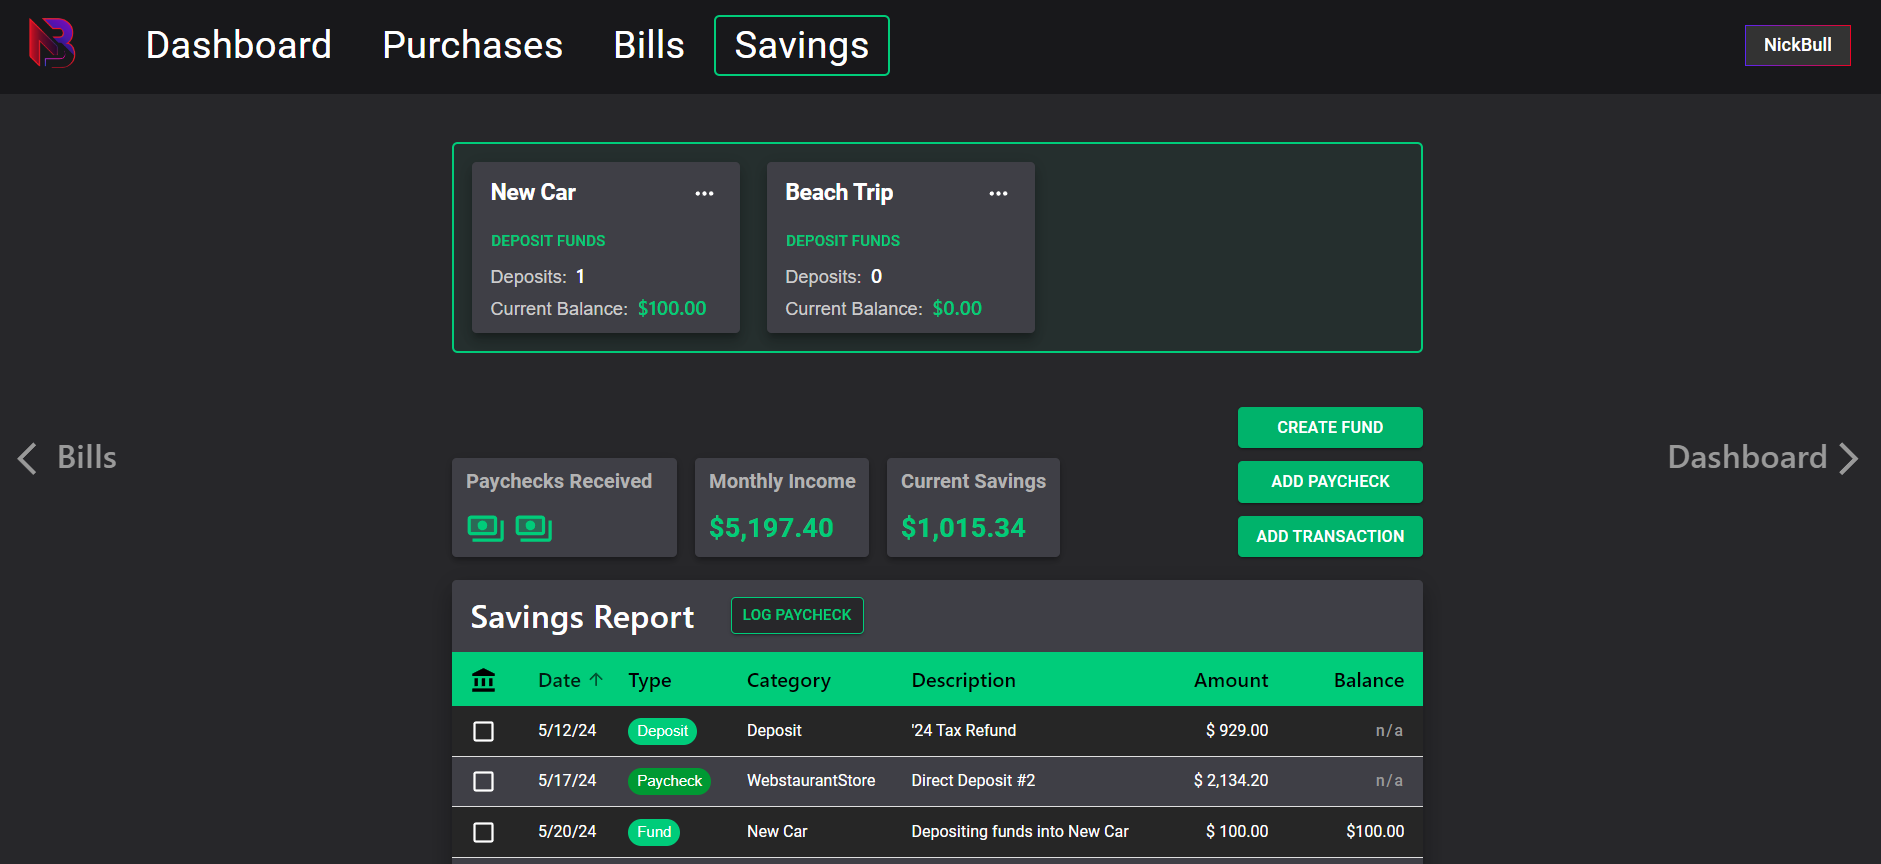 NB Dashboard Purchases Bills Savings NickBull
New Car ... Beach Trip ...
DEPOSIT FUNDS DEPOSIT FUNDS
Deposits: 1 Deposits: 0
Current Balance: $100.00 Current Balance: $0.00
CREATE FUND
Bills Dashboard
Paychecks Received Monthly Income Current Savings ADD PAYCHECK
$5,197.40 $1,015.34
ADD TRANSACTION
Savings Report LOG PAYCHECK
Date ↑ Type Category Description Amount Balance
5/12/24 Deposit Deposit '24 Tax Refund $ 929.00 n/a
5/17/24 Paycheck WebstaurantStore Direct Deposit #2 $ 2,134.20 n/a
5/20/24 Fund New Car Depositing funds into New Car $ 100.00 $100.00